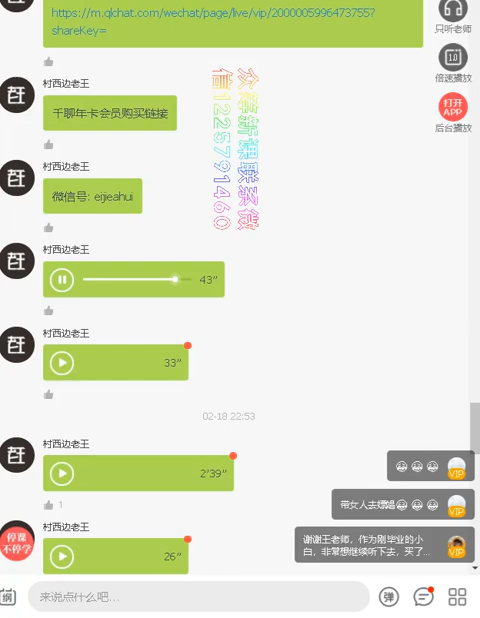 https://m.qlchat.com/wechat/page/live/vip/200000599647​3755?
shareKey=
只听老师
村西边老王
千聊年卡会员购买链接
1.0
倍速播放
打开
APP
后台播放
众筹新课联系微
信1225791460
村西边老王
微信号: eijieahui
村西边老王
43"
村西边老王
33"
02-18 22:53
村西边老王
2'39"
1
VIP
带女人去嫖娼
VIP
停课
不停学
村西边老王
26"
谢谢王老师，作为刚毕业的小
白，非常想继续听下去，买了...
VIP
纲
来说点什么吧...
弹